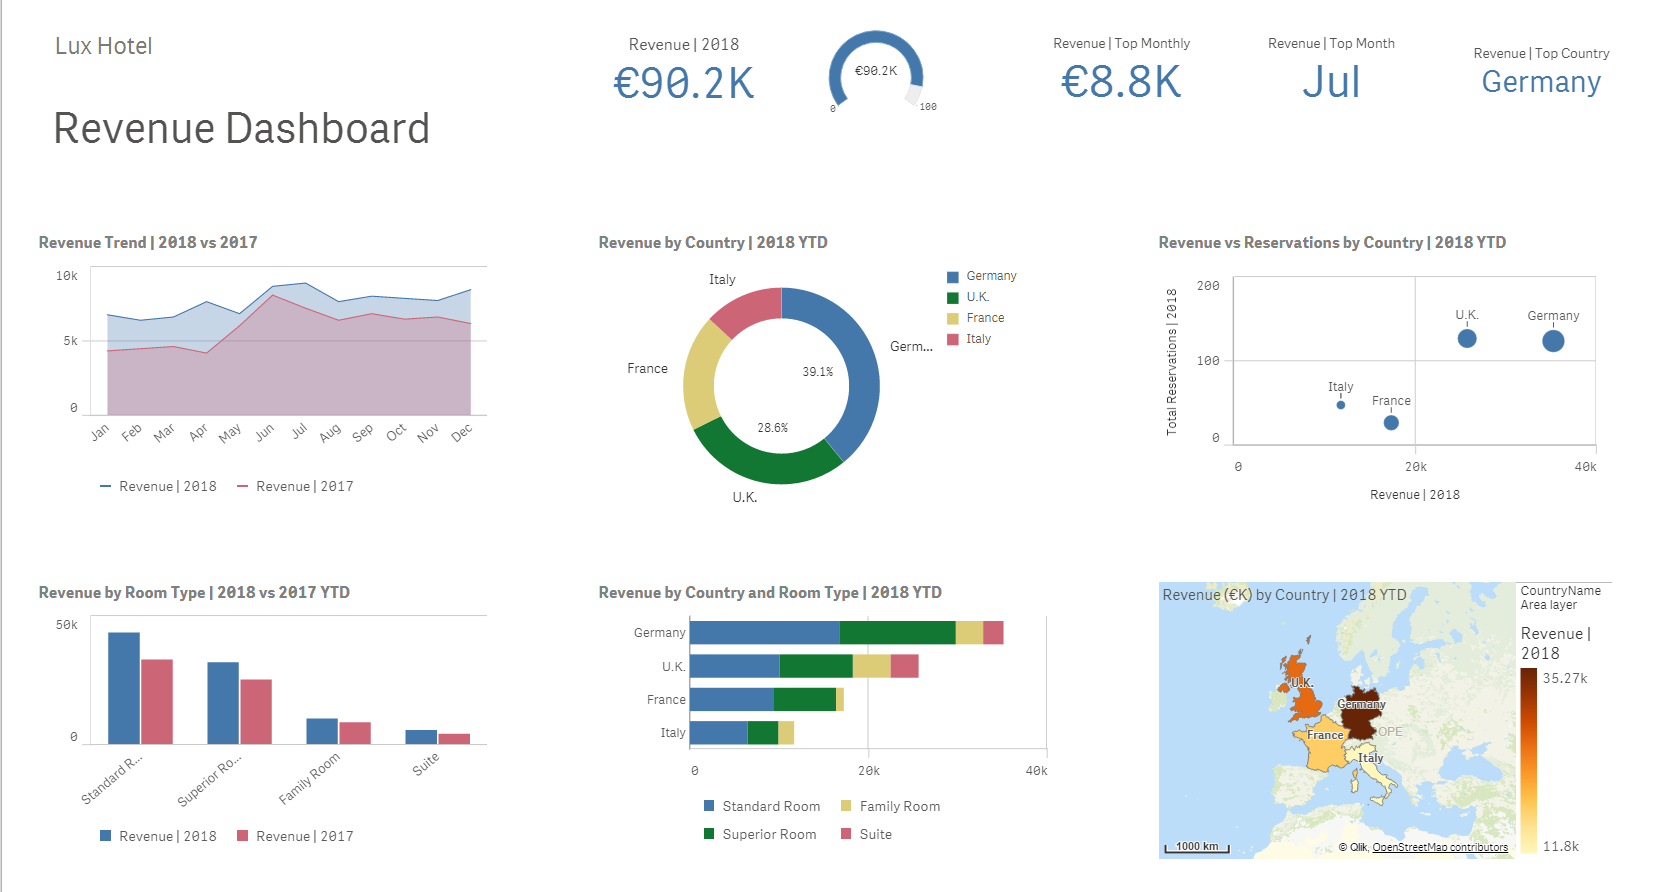 Lux Hotel
Revenue Dashboard
Revenue | 2018
€90.2K
€90.2K
0
100
Revenue | Top Monthly
€8.8K
Revenue | Top Month
Jul
Revenue | Top Country
Germany
Revenue Trend | 2018 vs 2017
10k
5k
0
Jan Feb Mar Apr May Jun Jul Aug Sep Oct Nov Dec
Revenue | 2018 Revenue | 2017
Revenue by Country | 2018 YTD
Italy
Germ...
France
U.K.
39.1%
28.6%
Germany
U.K.
France
Italy
Revenue vs Reservations by Country | 2018 YTD
Total Reservations | 2018
200
100
0
U.K.
Germany
Italy
France
0 20k 40k
Revenue | 2018
Revenue by Room Type | 2018 vs 2017 YTD
50k
0
Standard R... Superior Ro... Family Room Suite
Revenue | 2018 Revenue | 2017
Revenue by Country and Room Type | 2018 YTD
Germany
U.K.
France
Italy
0 20k 40k
Standard Room Family Room
Superior Room Suite
Revenue (€K) by Country | 2018 YTD
U.K.
Germany
France
OPE
Italy
1000 km
© Qlik, OpenStreetMap contributors
CountryName
Area layer
Revenue |
2018
35.27k
11.8k